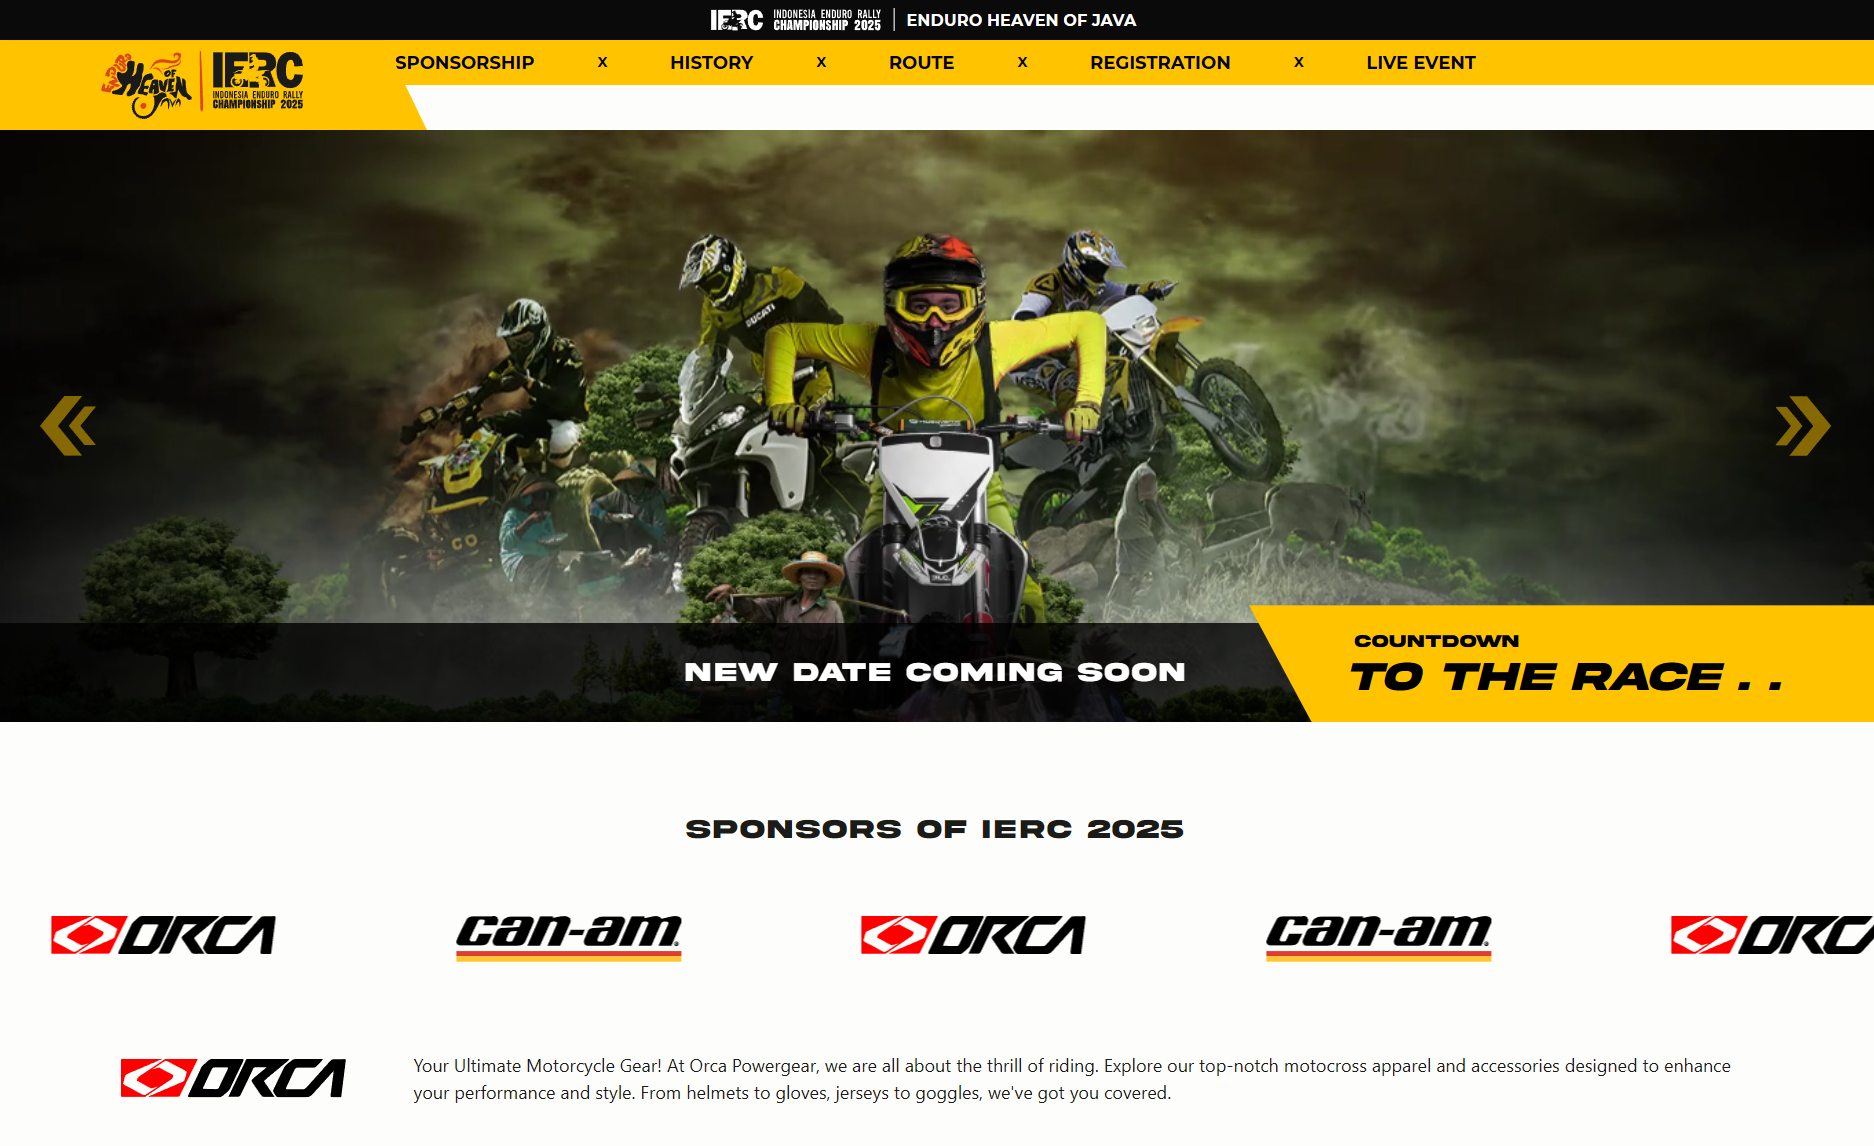 IERC INDONESIA ENDURO RALLY CHAMPIONSHIP 2025 | ENDURO HEAVEN OF JAVA
ENDURO HEAVEN OF JAVA
IERC
INDONESIA ENDURO RALLY
CHAMPIONSHIP 2025
SPONSORSHIP X HISTORY X ROUTE X REGISTRATION X LIVE EVENT
DUCATI
NEW DATE COMING SOON
COUNTDOWN
TO THE RACE . .
SPONSORS OF IERC 2025
ORCA can-am ORCA can-am ORCA
ORCA
Your Ultimate Motorcycle Gear! At Orca Powergear, we are all about the thrill of riding. Explore our top-notch motocross apparel and accessories designed to enhance
your performance and style. From helmets to gloves, jerseys to goggles, we've got you covered.